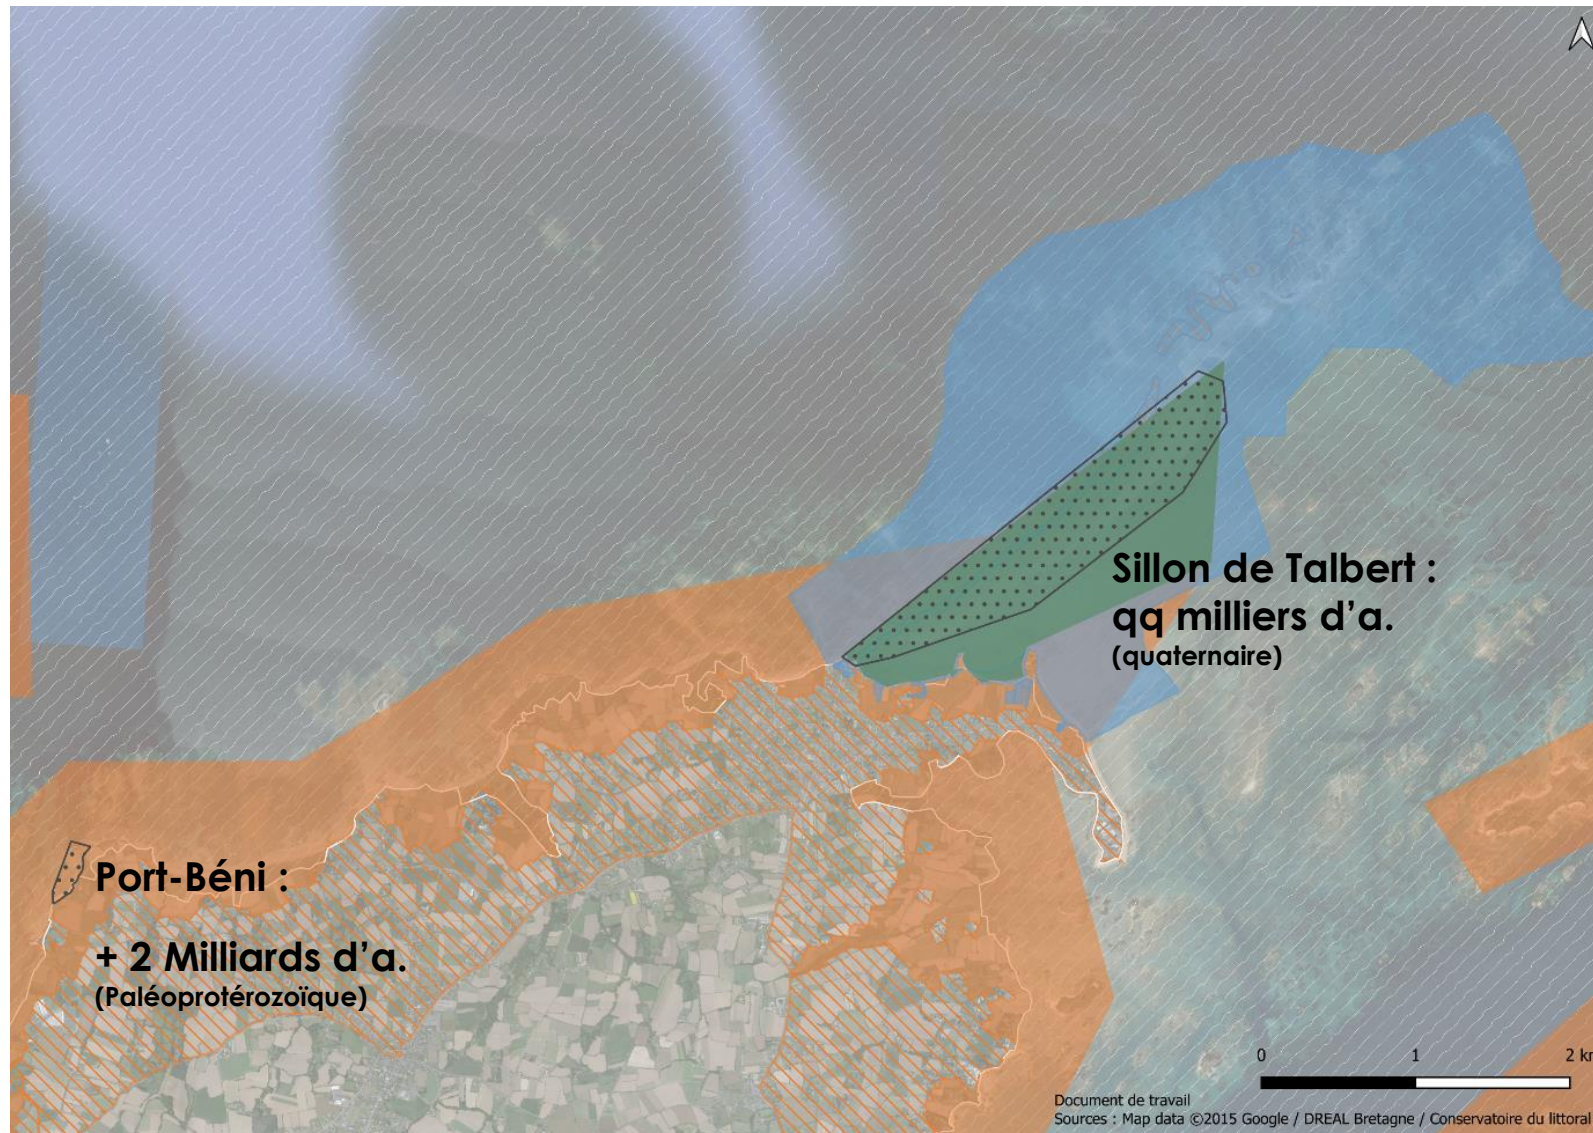 Sillon de Talbert :
qq milliers d'a.
(quaternaire)
Port-Béni :
+ 2 Milliards d'a.
(Paléoprotérozoïque)
0 1 2 km
Document de travail
Sources : Map data ©2015 Google / DREAL Bretagne / Conservatoire du littoral